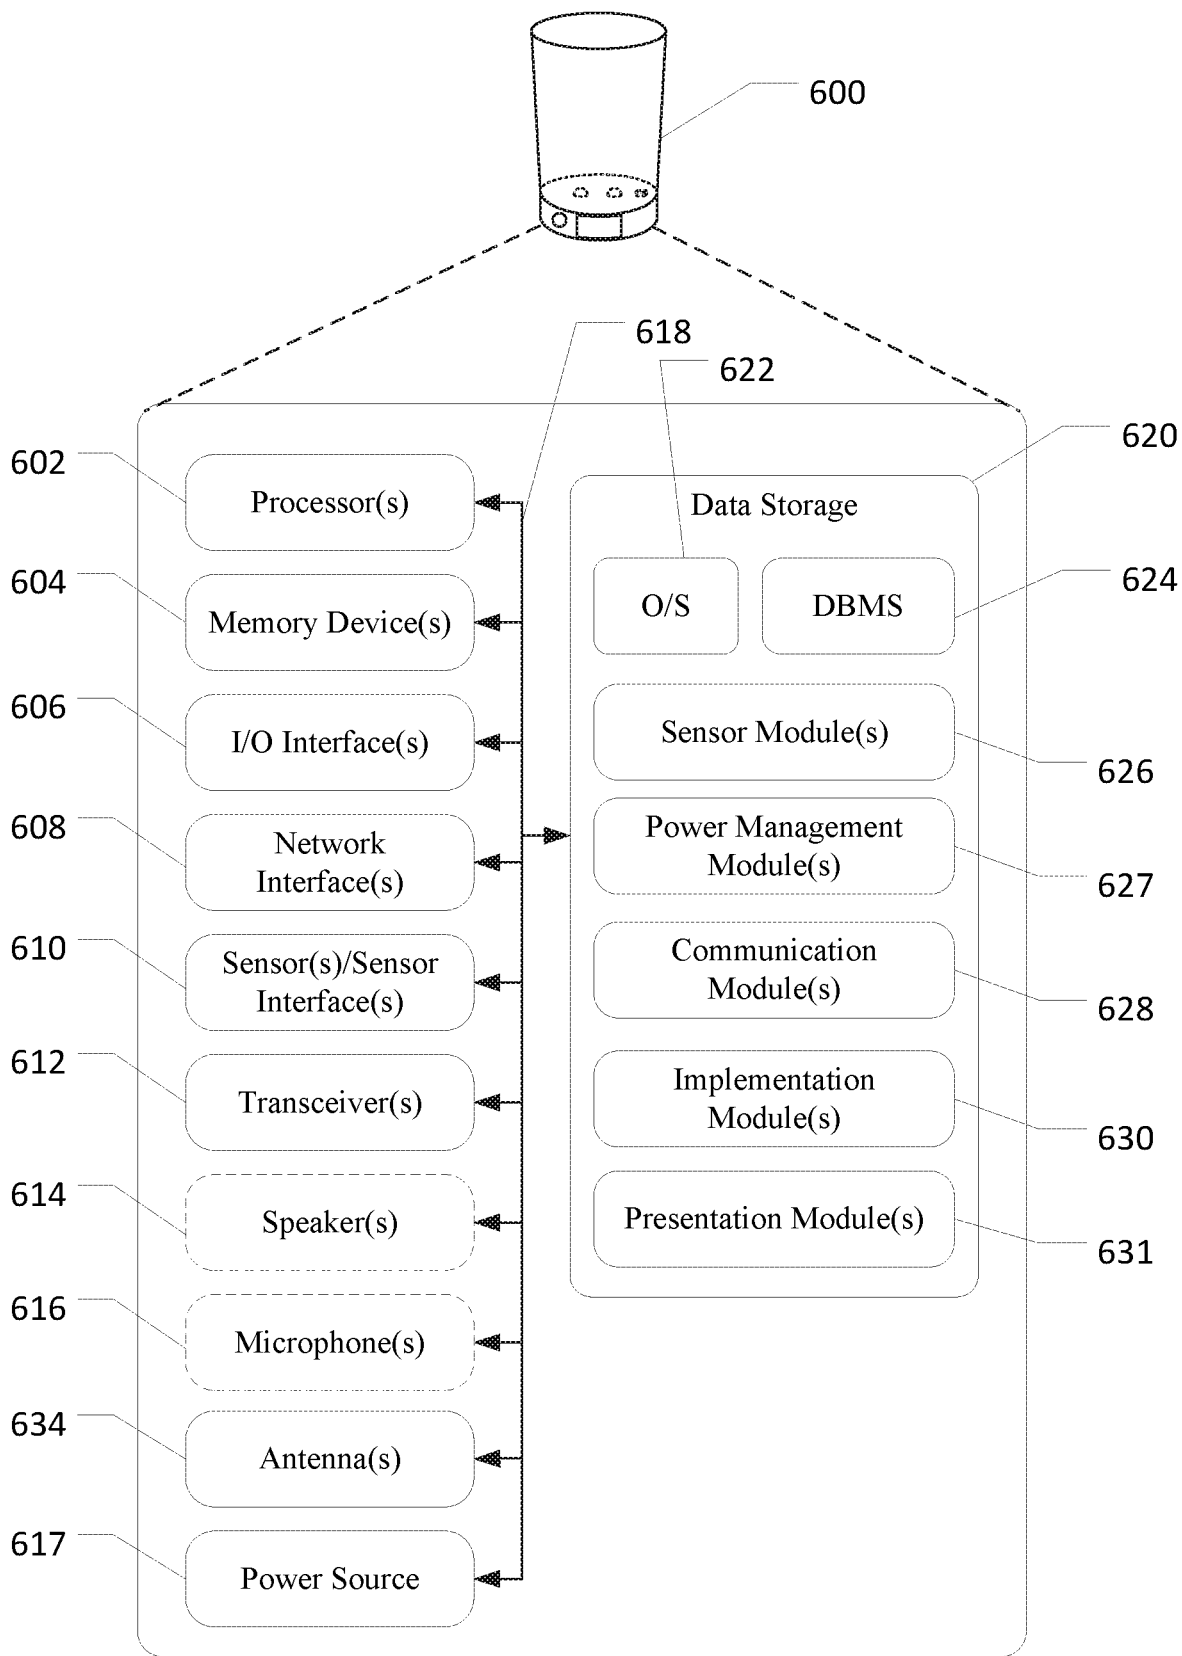 600
618
622
620
602
Processor(s)
Data Storage
604
Memory Device(s)
O/S
DBMS
624
606
I/O Interface(s)
Sensor Module(s)
626
608
Network
Interface(s)
Power Management
Module(s)
627
610
Sensor(s)/Sensor
Interface(s)
Communication
Module(s)
628
612
Transceiver(s)
Implementation
Module(s)
630
614
Speaker(s)
Presentation Module(s)
631
616
Microphone(s)
634
Antenna(s)
617
Power Source